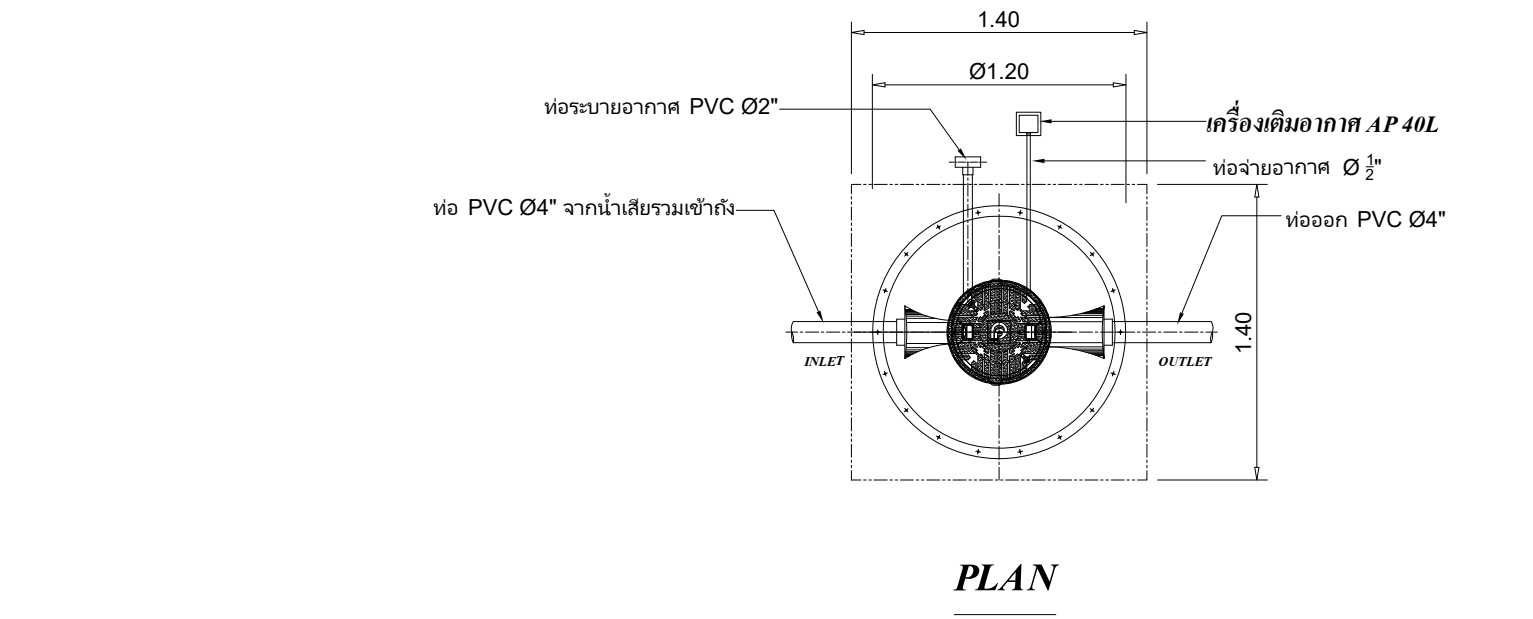 1.40
Ø1.20
ท่อระบายอากาศ PVC Ø2"
เครื่องเติมอากาศ AP 40L
ท่อจ่ายอากาศ Ø 1/2"
ท่อ PVC Ø4" จากน้ำเสียรวมเข้าถัง
ท่อออก PVC Ø4"
1.40
INLET
OUTLET
PLAN